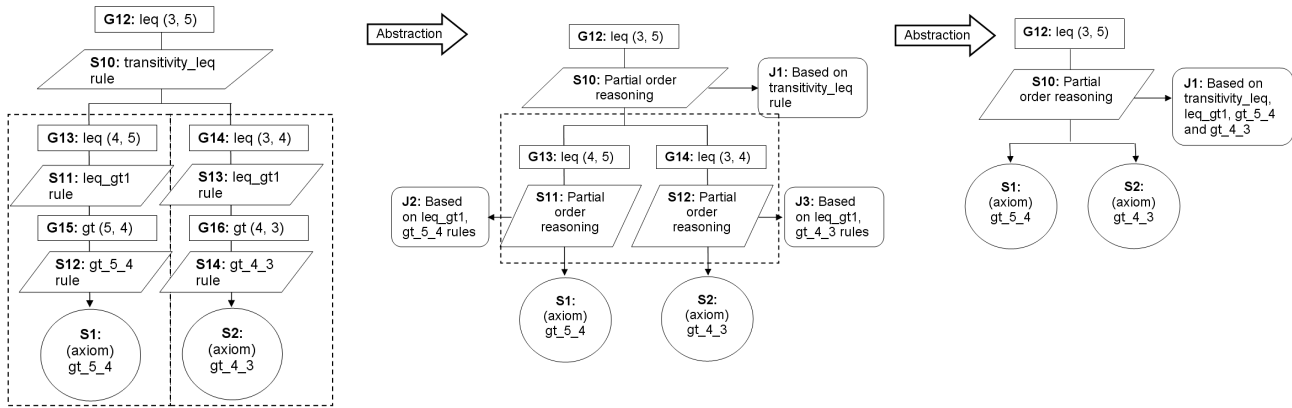 G12: leq (3, 5)
S10: transitivity_leq
rule
G13: leq (4, 5)
G14: leq (3, 4)
S11: leq_gt1
rule
S13: leq_gt1
rule
G15: gt (5, 4)
G16: gt (4, 3)
S12: gt_5_4
rule
S14: gt_4_3
rule
S1:
(axiom)
gt_5_4
S2:
(axiom)
gt_4_3
Abstraction
G12: leq (3, 5)
S10: Partial order
reasoning
J1: Based on
transitivity_leq
rule
G13: leq (4, 5)
G14: leq (3, 4)
J2: Based
on leq_gt1,
gt_5_4 rules
S11: Partial
order
reasoning
S12: Partial
order
reasoning
J3: Based
on leq_gt1,
gt_4_3 rules
S1:
(axiom)
gt_5_4
S2:
(axiom)
gt_4_3
Abstraction
G12: leq (3, 5)
S10: Partial
order reasoning
J1: Based on
transitivity_leq,
leq_gt1, gt_5_4
and gt_4_3
S1:
(axiom)
gt_5_4
S2:
(axiom)
gt_4_3